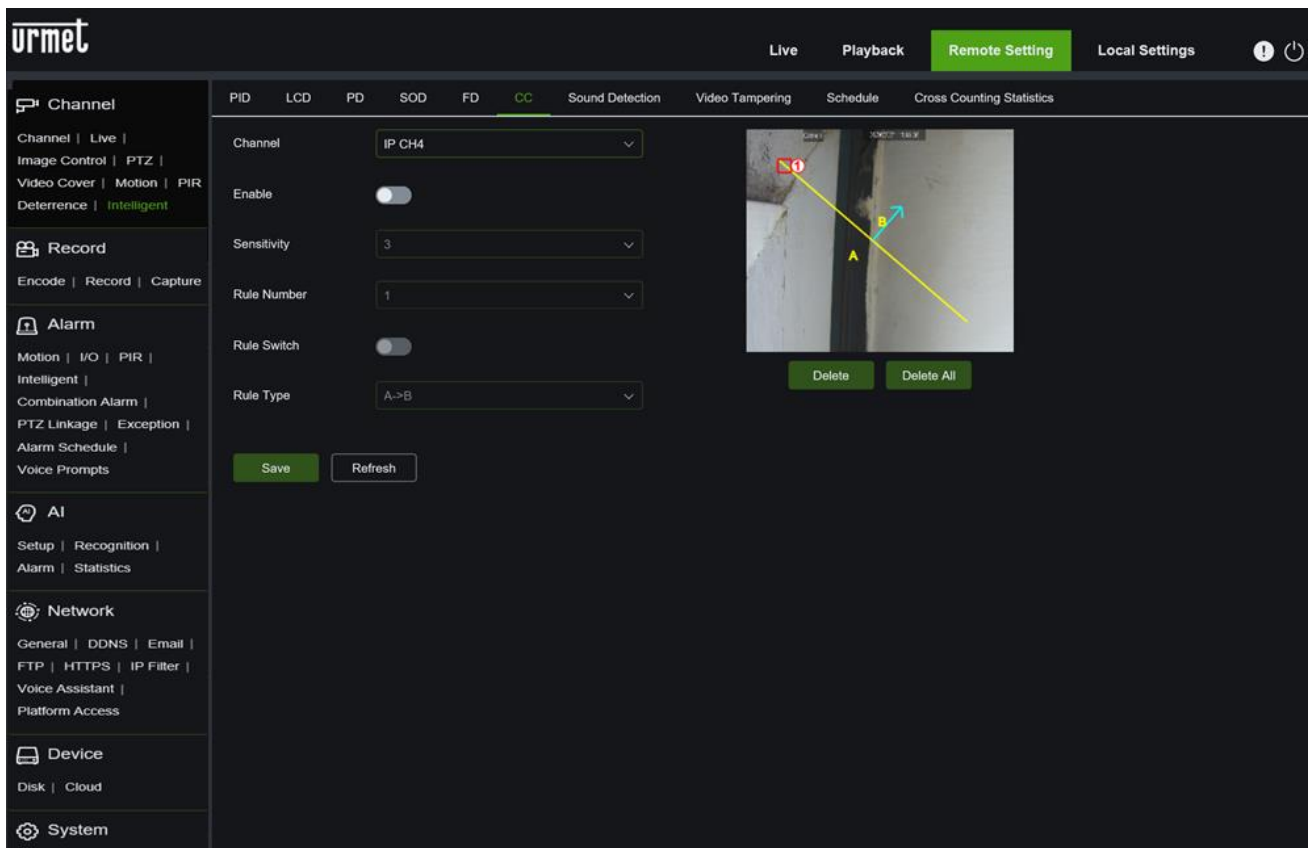 urmet
Live Playback Remote Setting Local Settings
Channel
Channel | Live |
Image Control | PTZ |
Video Cover | Motion | PIR
Deterrence | Intelligent
Record
Encode | Record | Capture
Alarm
Motion | I/O | PIR |
Intelligent |
Combination Alarm |
PTZ Linkage | Exception |
Alarm Schedule |
Voice Prompts
AI
Setup | Recognition |
Alarm | Statistics
Network
General | DDNS | Email |
FTP | HTTPS | IP Filter |
Voice Assistant |
Platform Access
Device
Disk | Cloud
System
PID LCD PD SOD FD CC Sound Detection Video Tampering Schedule Cross Counting Statistics
Channel IP CH4
Enable
Sensitivity 3
Rule Number 1
Rule Switch
Rule Type A->B
Save Refresh
1
B
A
Delete Delete All